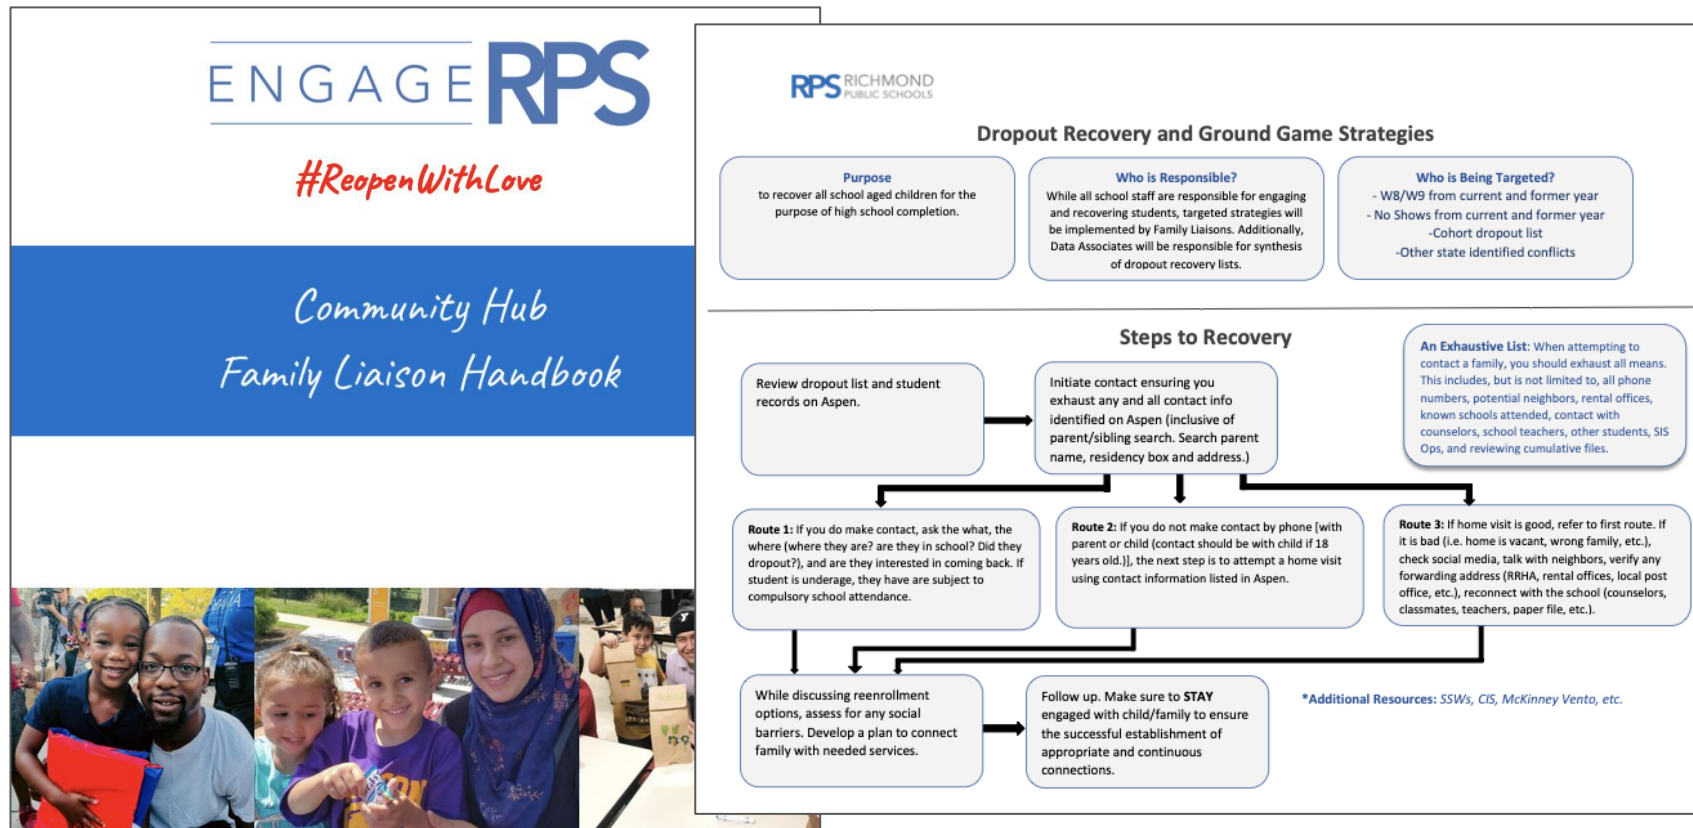 ENGAGE RPS
#ReopenWithLove
Community Hub
Family Liaison Handbook
RPS RICHMOND
PUBLIC SCHOOLS
Dropout Recovery and Ground Game Strategies
Purpose
to recover all school aged children for the
purpose of high school completion.
Who is Responsible?
While all school staff are responsible for engaging
and recovering students, targeted strategies will
be implemented by Family Liaisons. Additionally,
Data Associates will be responsible for synthesis
of dropout recovery lists.
Who is Being Targeted?
- W8/W9 from current and former year
- No Shows from current and former year
-Cohort dropout list
-Other state identified conflicts
Steps to Recovery
An Exhaustive List: When attempting to
contact a family, you should exhaust all means.
This includes, but is not limited to, all phone
numbers, potential neighbors, rental offices,
known schools attended, contact with
counselors, school teachers, other students, SIS
Ops, and reviewing cumulative files.
Review dropout list and student
records on Aspen.
Initiate contact ensuring you
exhaust any and all contact info
identified on Aspen (inclusive of
parent/sibling search. Search parent
name, residency box and address.)
Route 1: If you do make contact, ask the what, the
where (where they are? are they in school? Did they
dropout?), and are they interested in coming back. If
student is underage, they have are subject to
compulsory school attendance.
Route 2: If you do not make contact by phone [with
parent or child (contact should be with child if 18
years old.)], the next step is to attempt a home visit
using contact information listed in Aspen.
Route 3: If home visit is good, refer to first route. If
it is bad (i.e. home is vacant, wrong family, etc.),
check social media, talk with neighbors, verify any
forwarding address (RRHA, rental offices, local post
office, etc.), reconnect with the school (counselors,
classmates, teachers, paper file, etc.).
While discussing reenrollment
options, assess for any social
barriers. Develop a plan to connect
family with needed services.
Follow up. Make sure to STAY
engaged with child/family to ensure
the successful establishment of
appropriate and continuous
connections.
*Additional Resources: SSWs, CIS, McKinney Vento, etc.